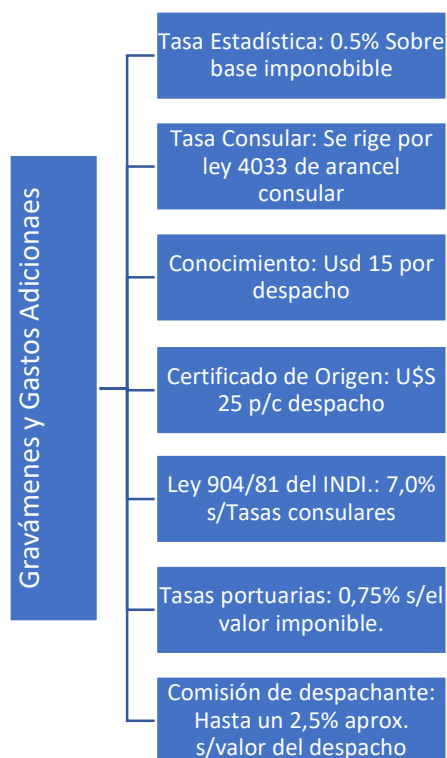 Gravámenes y Gastos Adicionaes
Tasa Estadística: 0.5% Sobre
base imponobible
Tasa Consular: Se rige por
ley 4033 de arancel
consular
Conocimiento: Usd 15 por
despacho
Certificado de Origen: U$S
25 p/c despacho
Ley 904/81 del INDI.: 7,0%
s/Tasas consulares
Tasas portuarias: 0,75% s/el
valor imponible.
Comisión de despachante:
Hasta un 2,5% aprox.
s/valor del despacho